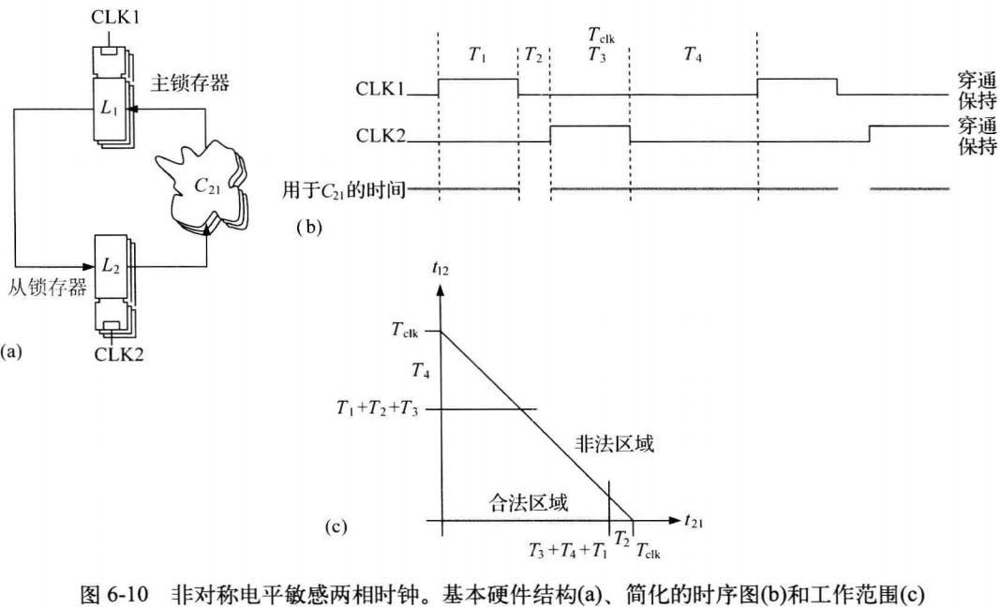 CLK1
L₁
主锁存器
C₂₁
L₂
从锁存器
CLK2
(a)
T_clk
T₁ T₂ T₃ T₄
CLK1
穿通
保持
CLK2
穿通
保持
用于C₂₁的时间
(b)
t₁₂
T_clk
T₄
T₁+T₂+T₃
非法区域
合法区域
t₂₁
T₃+T₄+T₁ T₂ T_clk
(c)
图 6-10 非对称电平敏感两相时钟。基本硬件结构(a)、简化的时序图(b)和工作范围(c)